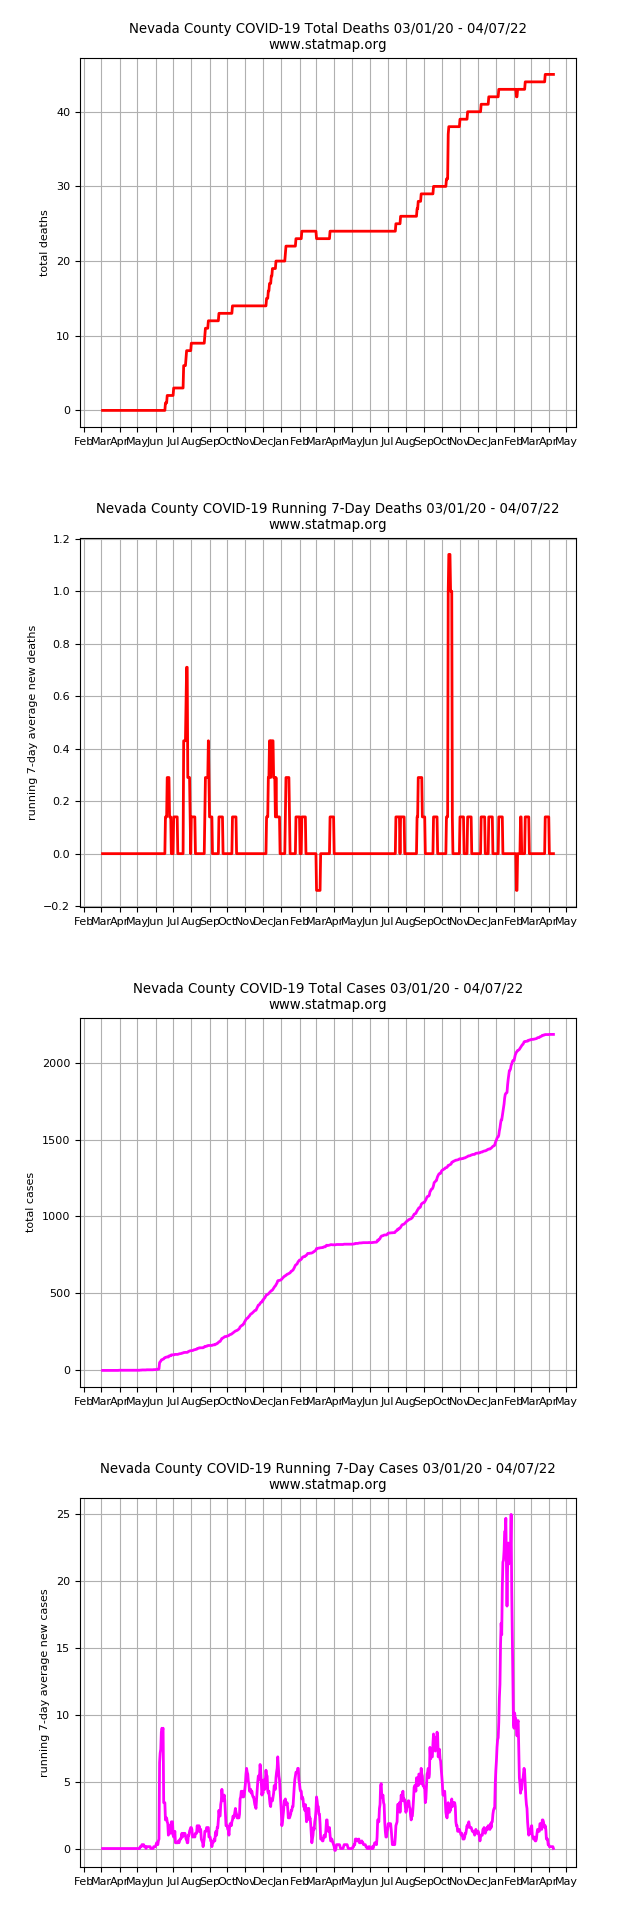 Nevada County COVID-19 Total Deaths 03/01/20 - 04/07/22
www.statmap.org
total deaths
40
30
20
10
0
Feb Mar Apr May Jun Jul Aug Sep Oct Nov Dec Jan Feb Mar Apr May Jun Jul Aug Sep Oct Nov Dec Jan Feb Mar Apr May
Nevada County COVID-19 Running 7-Day Deaths 03/01/20 - 04/07/22
www.statmap.org
running 7-day average new deaths
1.2
1.0
0.8
0.6
0.4
0.2
0.0
−0.2
Feb Mar Apr May Jun Jul Aug Sep Oct Nov Dec Jan Feb Mar Apr May Jun Jul Aug Sep Oct Nov Dec Jan Feb Mar Apr May
Nevada County COVID-19 Total Cases 03/01/20 - 04/07/22
www.statmap.org
total cases
2000
1500
1000
500
0
Feb Mar Apr May Jun Jul Aug Sep Oct Nov Dec Jan Feb Mar Apr May Jun Jul Aug Sep Oct Nov Dec Jan Feb Mar Apr May
Nevada County COVID-19 Running 7-Day Cases 03/01/20 - 04/07/22
www.statmap.org
running 7-day average new cases
25
20
15
10
5
0
Feb Mar Apr May Jun Jul Aug Sep Oct Nov Dec Jan Feb Mar Apr May Jun Jul Aug Sep Oct Nov Dec Jan Feb Mar Apr May